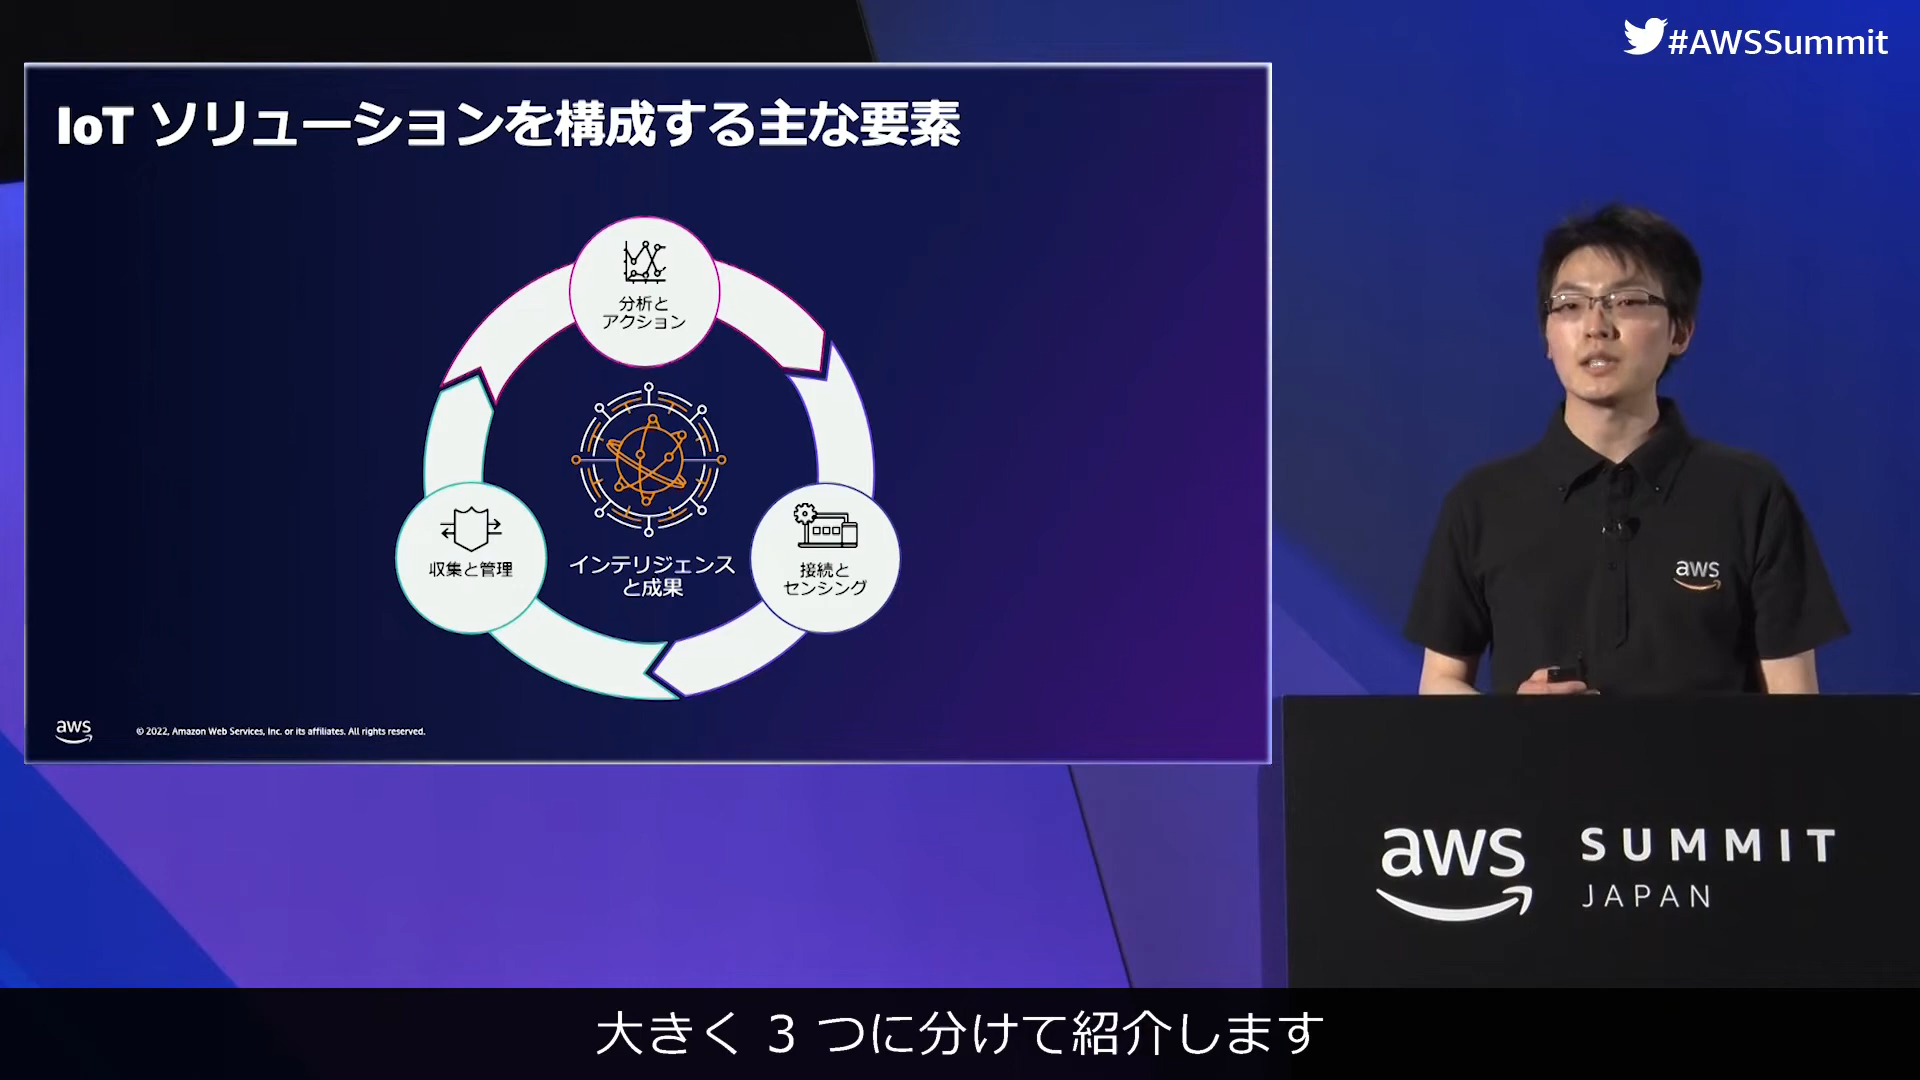 #AWSSummit
IoT ソリューションを構成する主な要素
分析と
アクション
収集と管理
インテリジェンス
と成果
接続と
センシング
aws
© 2022, Amazon Web Services, Inc. or its affiliates. All rights reserved.
aws
aws SUMMIT
JAPAN
大きく 3 つに分けて紹介します